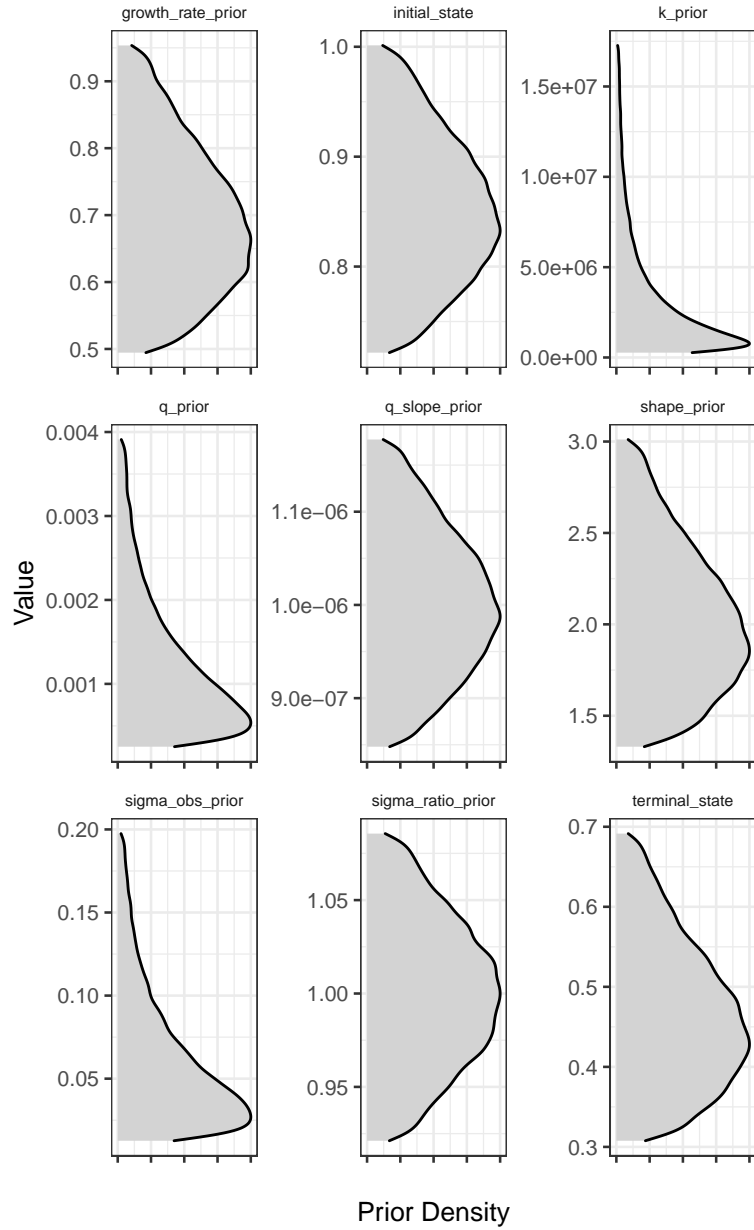 growth_rate_prior
0.9
0.8
0.7
0.6
0.5
initial_state
1.0
0.9
0.8
k_prior
1.5e+07
1.0e+07
5.0e+06
0.0e+00
q_prior
0.004
0.003
0.002
0.001
q_slope_prior
1.1e−06
1.0e−06
9.0e−07
shape_prior
3.0
2.5
2.0
1.5
sigma_obs_prior
0.20
0.15
0.10
0.05
sigma_ratio_prior
1.05
1.00
0.95
terminal_state
0.7
0.6
0.5
0.4
0.3
Value
Prior Density